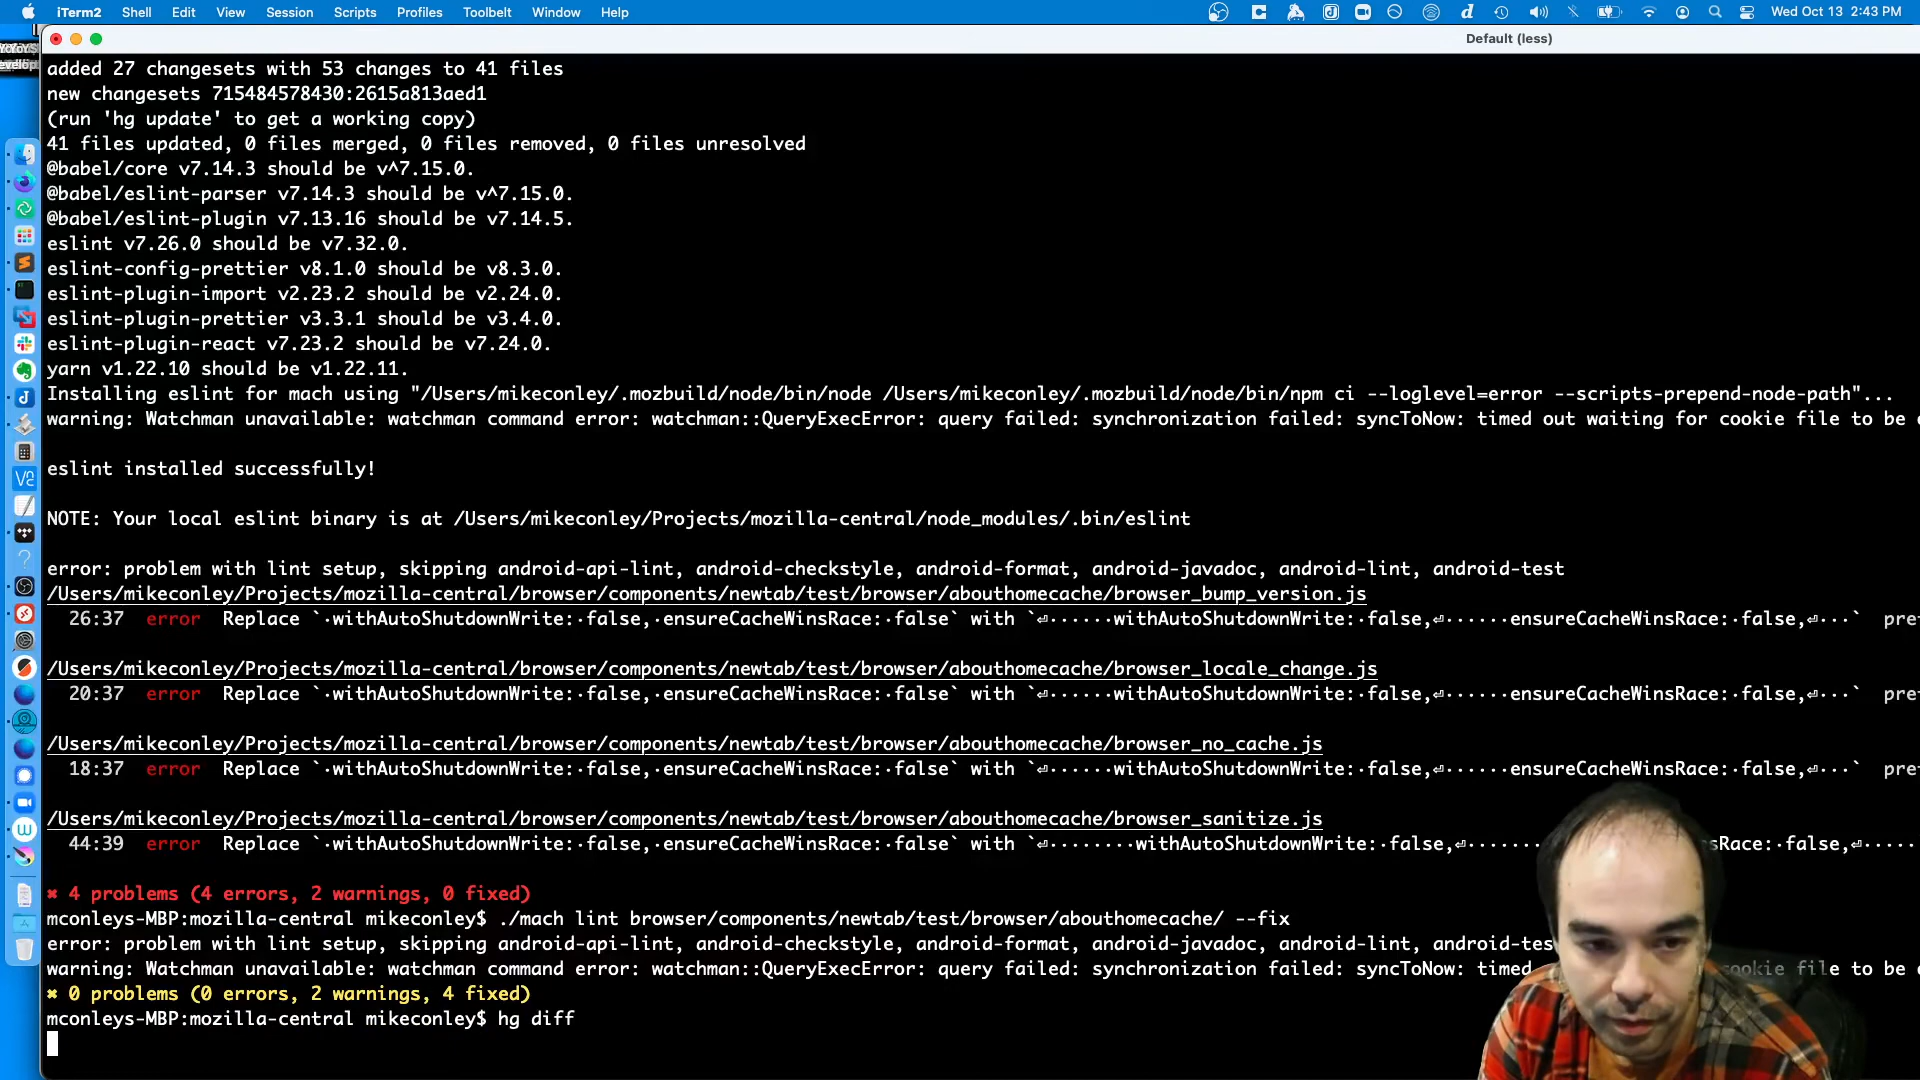 iTerm2 Shell Edit View Session Scripts Profiles Toolbelt Window Help Wed Oct 13 2:43 PM
Default (less)
added 27 changesets with 53 changes to 41 files
new changesets 715484578430:2615a813aed1
(run 'hg update' to get a working copy)
41 files updated, 0 files merged, 0 files removed, 0 files unresolved
@babel/core v7.14.3 should be v^7.15.0.
@babel/eslint-parser v7.14.3 should be v^7.15.0.
@babel/eslint-plugin v7.13.16 should be v7.14.5.
eslint v7.26.0 should be v7.32.0.
eslint-config-prettier v8.1.0 should be v8.3.0.
eslint-plugin-import v2.23.2 should be v2.24.0.
eslint-plugin-prettier v3.3.1 should be v3.4.0.
eslint-plugin-react v7.23.2 should be v7.24.0.
yarn v1.22.10 should be v1.22.11.
Installing eslint for mach using "/Users/mikeconley/.mozbuild/node/bin/node /Users/mikeconley/.mozbuild/node/bin/npm ci --loglevel=error --scripts-prepend-node-path"...
warning: Watchman unavailable: watchman command error: watchman::QueryExecError: query failed: synchronization failed: syncToNow: timed out waiting for cookie file to be
eslint installed successfully!
NOTE: Your local eslint binary is at /Users/mikeconley/Projects/mozilla-central/node_modules/.bin/eslint
error: problem with lint setup, skipping android-api-lint, android-checkstyle, android-format, android-javadoc, android-lint, android-test
/Users/mikeconley/Projects/mozilla-central/browser/components/newtab/test/browser/abouthomecache/browser_bump_version.js
26:37 error Replace `·withAutoShutdownWrite:·false,·ensureCacheWinsRace:·false` with `⏎······withAutoShutdownWrite:·false,⏎······ensureCacheWinsRace:·false,⏎···` pre
/Users/mikeconley/Projects/mozilla-central/browser/components/newtab/test/browser/abouthomecache/browser_locale_change.js
20:37 error Replace `·withAutoShutdownWrite:·false,·ensureCacheWinsRace:·false` with `⏎······withAutoShutdownWrite:·false,⏎······ensureCacheWinsRace:·false,⏎···` pre
/Users/mikeconley/Projects/mozilla-central/browser/components/newtab/test/browser/abouthomecache/browser_no_cache.js
18:37 error Replace `·withAutoShutdownWrite:·false,·ensureCacheWinsRace:·false` with `⏎······withAutoShutdownWrite:·false,⏎······ensureCacheWinsRace:·false,⏎···` pre
/Users/mikeconley/Projects/mozilla-central/browser/components/newtab/test/browser/abouthomecache/browser_sanitize.js
44:39 error Replace `·withAutoShutdownWrite:·false,·ensureCacheWinsRace:·false` with `⏎········withAutoShutdownWrite:·false,⏎······· sRace:·false,⏎·····
✖ 4 problems (4 errors, 2 warnings, 0 fixed)
mconleys-MBP:mozilla-central mikeconley$ ./mach lint browser/components/newtab/test/browser/abouthomecache/ --fix
error: problem with lint setup, skipping android-api-lint, android-checkstyle, android-format, android-javadoc, android-lint, android-tes
warning: Watchman unavailable: watchman command error: watchman::QueryExecError: query failed: synchronization failed: syncToNow: timed cookie file to be
✖ 0 problems (0 errors, 2 warnings, 4 fixed)
mconleys-MBP:mozilla-central mikeconley$ hg diff